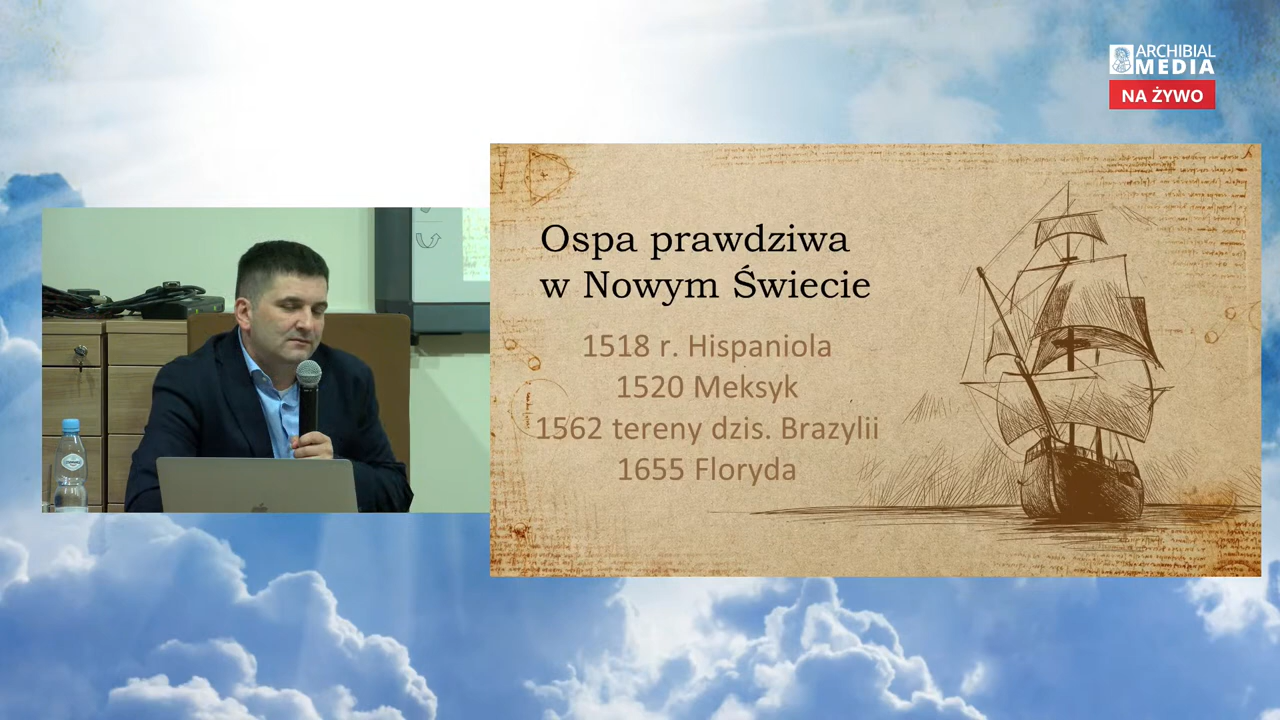 ARCHIBIAL
MEDIA
NA ŻYWO
Ospa prawdziwa
w Nowym Świecie
1518 r. Hispaniola
1520 Meksyk
1562 tereny dzis. Brazylii
1655 Floryda